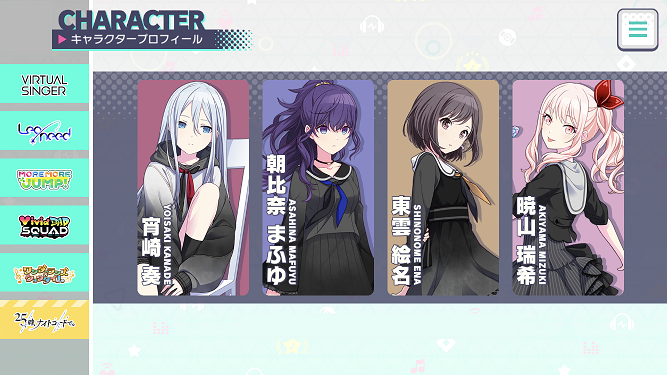 CHARACTER
キャラクタープロフィール
VIRTUAL
SINGER
Leo/need
MORE MORE
JUMP!
Vivid BAD
SQUAD
ワンダーランズ
×ショウタイム
25時、ナイトコードで。
宵崎 奏
YOISAKI KANADE
朝比奈 まふゆ
ASAHINA MAFUYU
東雲 絵名
SHINONOME ENA
暁山 瑞希
AKIYAMA MIZUKI